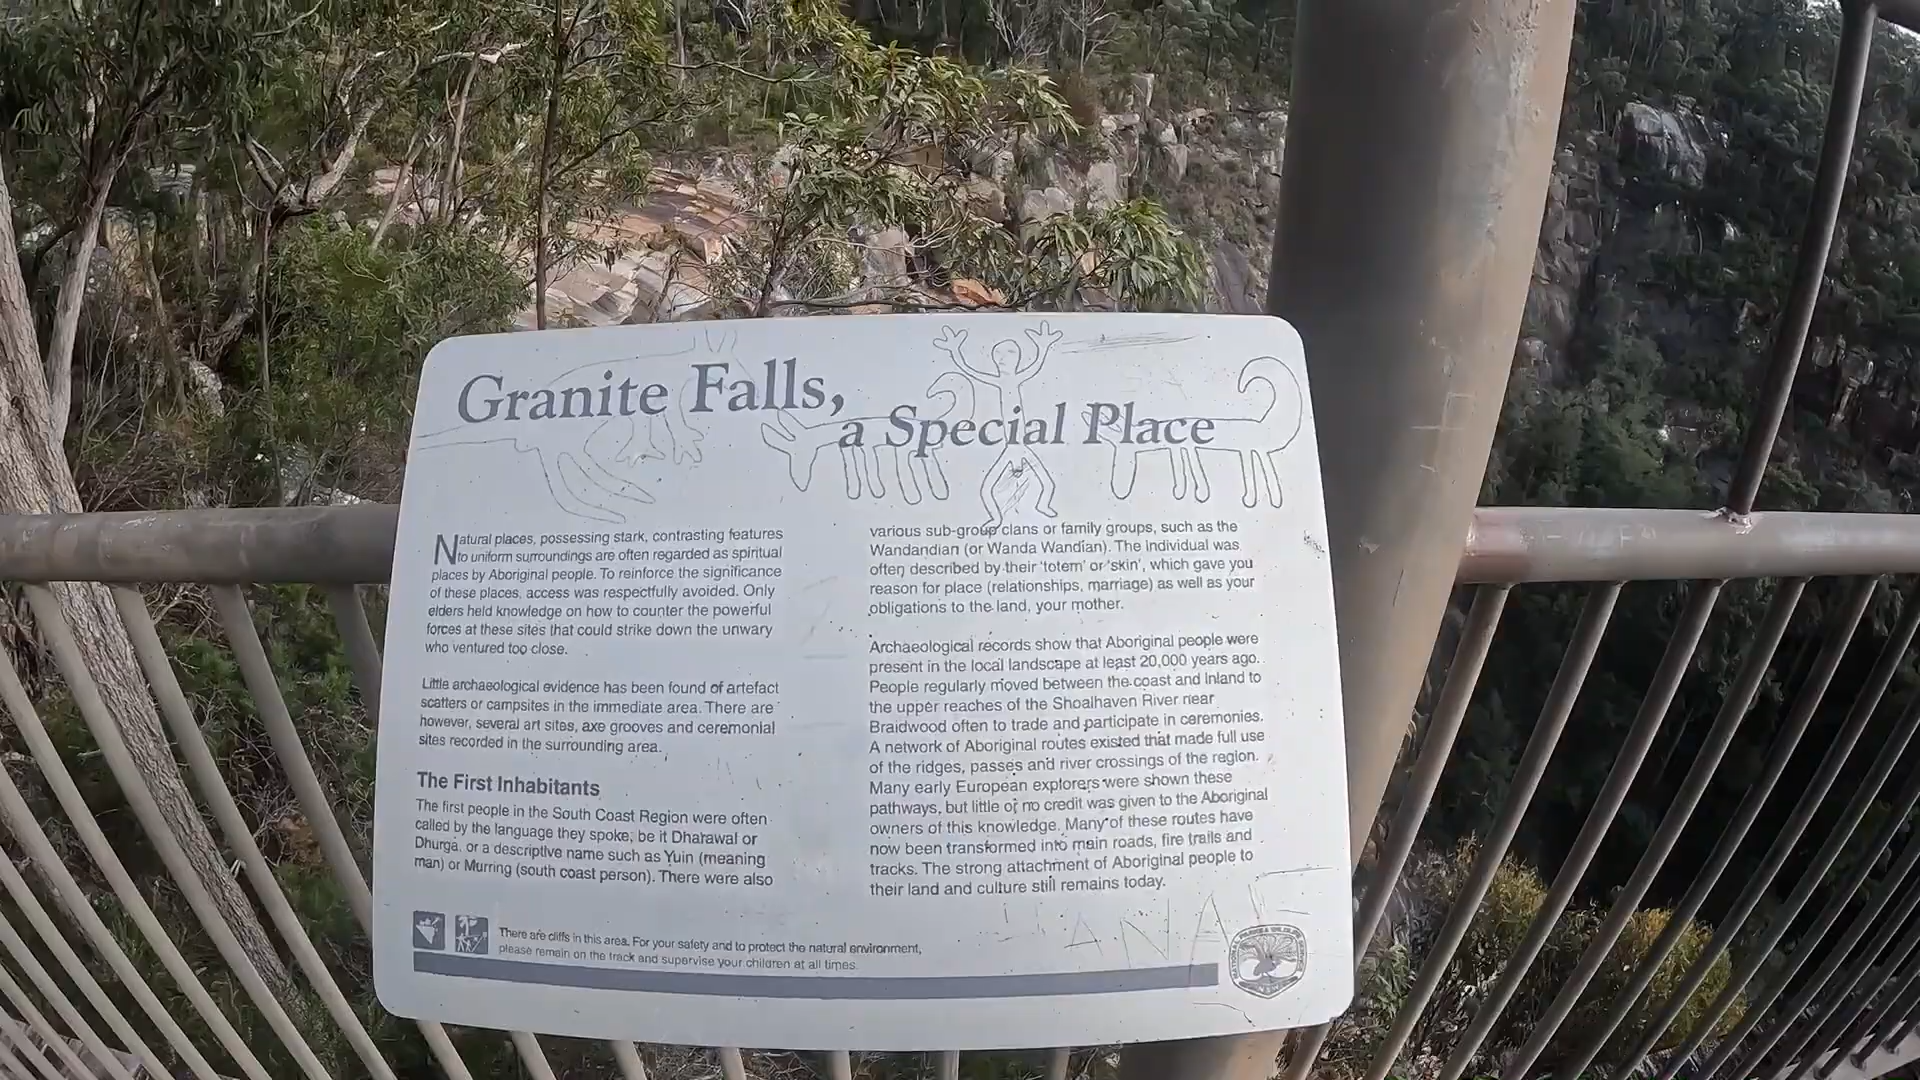 Granite Falls,
a Special Place
Natural places, possessing stark, contrasting features
to uniform surroundings are often regarded as spiritual
places by Aboriginal people. To reinforce the significance
of these places, access was respectfully avoided. Only
elders held knowledge on how to counter the powerful
forces at these sites that could strike down the unwary
who ventured too close.
Little archaeological evidence has been found of artefact
scatters or campsites in the immediate area. There are
however, several art sites, axe grooves and ceremonial
sites recorded in the surrounding area.
The First Inhabitants
The first people in the South Coast Region were often
called by the language they spoke; be it Dharawal or
Dhurga, or a descriptive name such as Yuin (meaning
man) or Murring (south coast person). There were also
various sub-group clans or family groups, such as the
Wandandian (or Wanda Wandian). The individual was
often described by their 'totem' or 'skin', which gave you
reason for place (relationships, marriage) as well as your
obligations to the land, your mother.
Archaeological records show that Aboriginal people were
present in the local landscape at least 20,000 years ago.
People regularly moved between the coast and inland to
the upper reaches of the Shoalhaven River near
Braidwood often to trade and participate in ceremonies.
A network of Aboriginal routes existed that made full use
of the ridges, passes and river crossings of the region.
Many early European explorers were shown these
pathways, but little or no credit was given to the Aboriginal
owners of this knowledge. Many of these routes have
now been transformed into main roads, fire trails and
tracks. The strong attachment of Aboriginal people to
their land and culture still remains today.
There are cliffs in this area. For your safety and to protect the natural environment,
please remain on the track and supervise your children at all times.